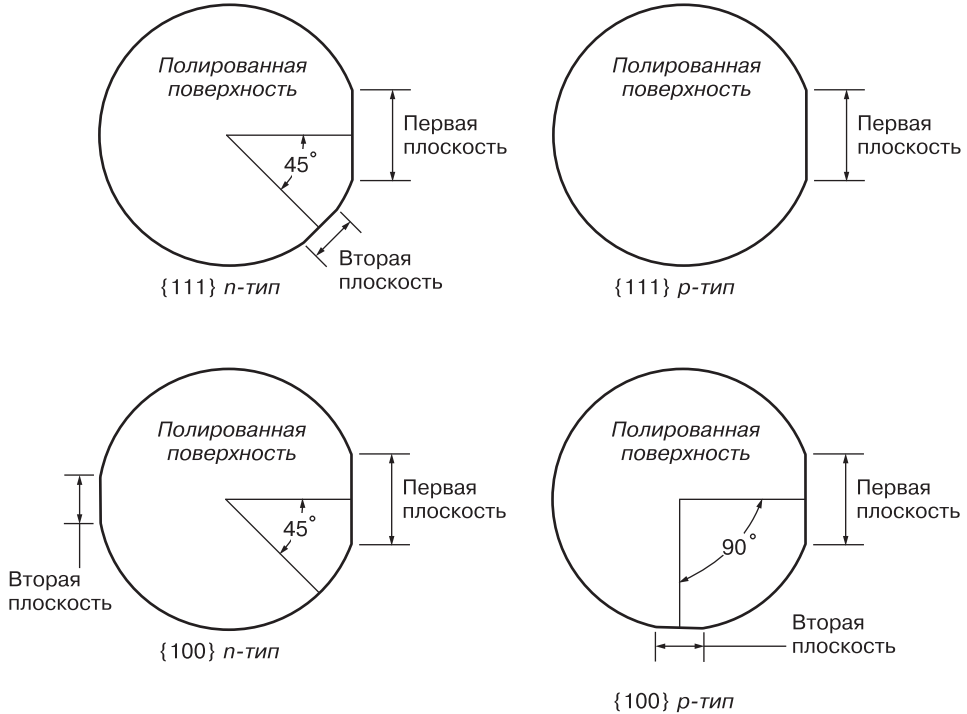 Полированная
поверхность
Первая
плоскость
45°
Вторая
плоскость
{111} n-тип
Полированная
поверхность
Первая
плоскость
{111} p-тип
Полированная
поверхность
Первая
плоскость
45°
Вторая
плоскость
{100} n-тип
Полированная
поверхность
Первая
плоскость
90°
Вторая
плоскость
{100} p-тип